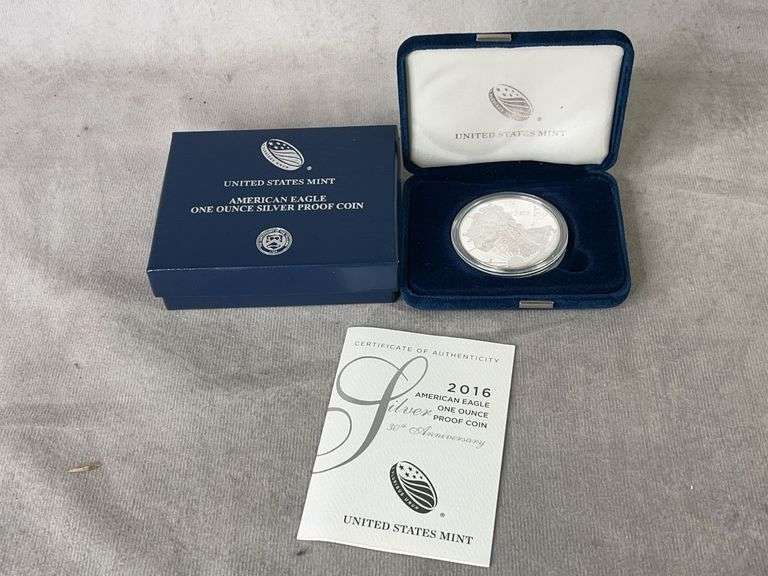 UNITED STATES MINT
AMERICAN EAGLE
ONE OUNCE SILVER PROOF COIN
UNITED STATES MINT
CERTIFICATE OF AUTHENTICITY
2016
AMERICAN EAGLE
Silver ONE OUNCE
PROOF COIN
30th Anniversary
UNITED STATES MINT